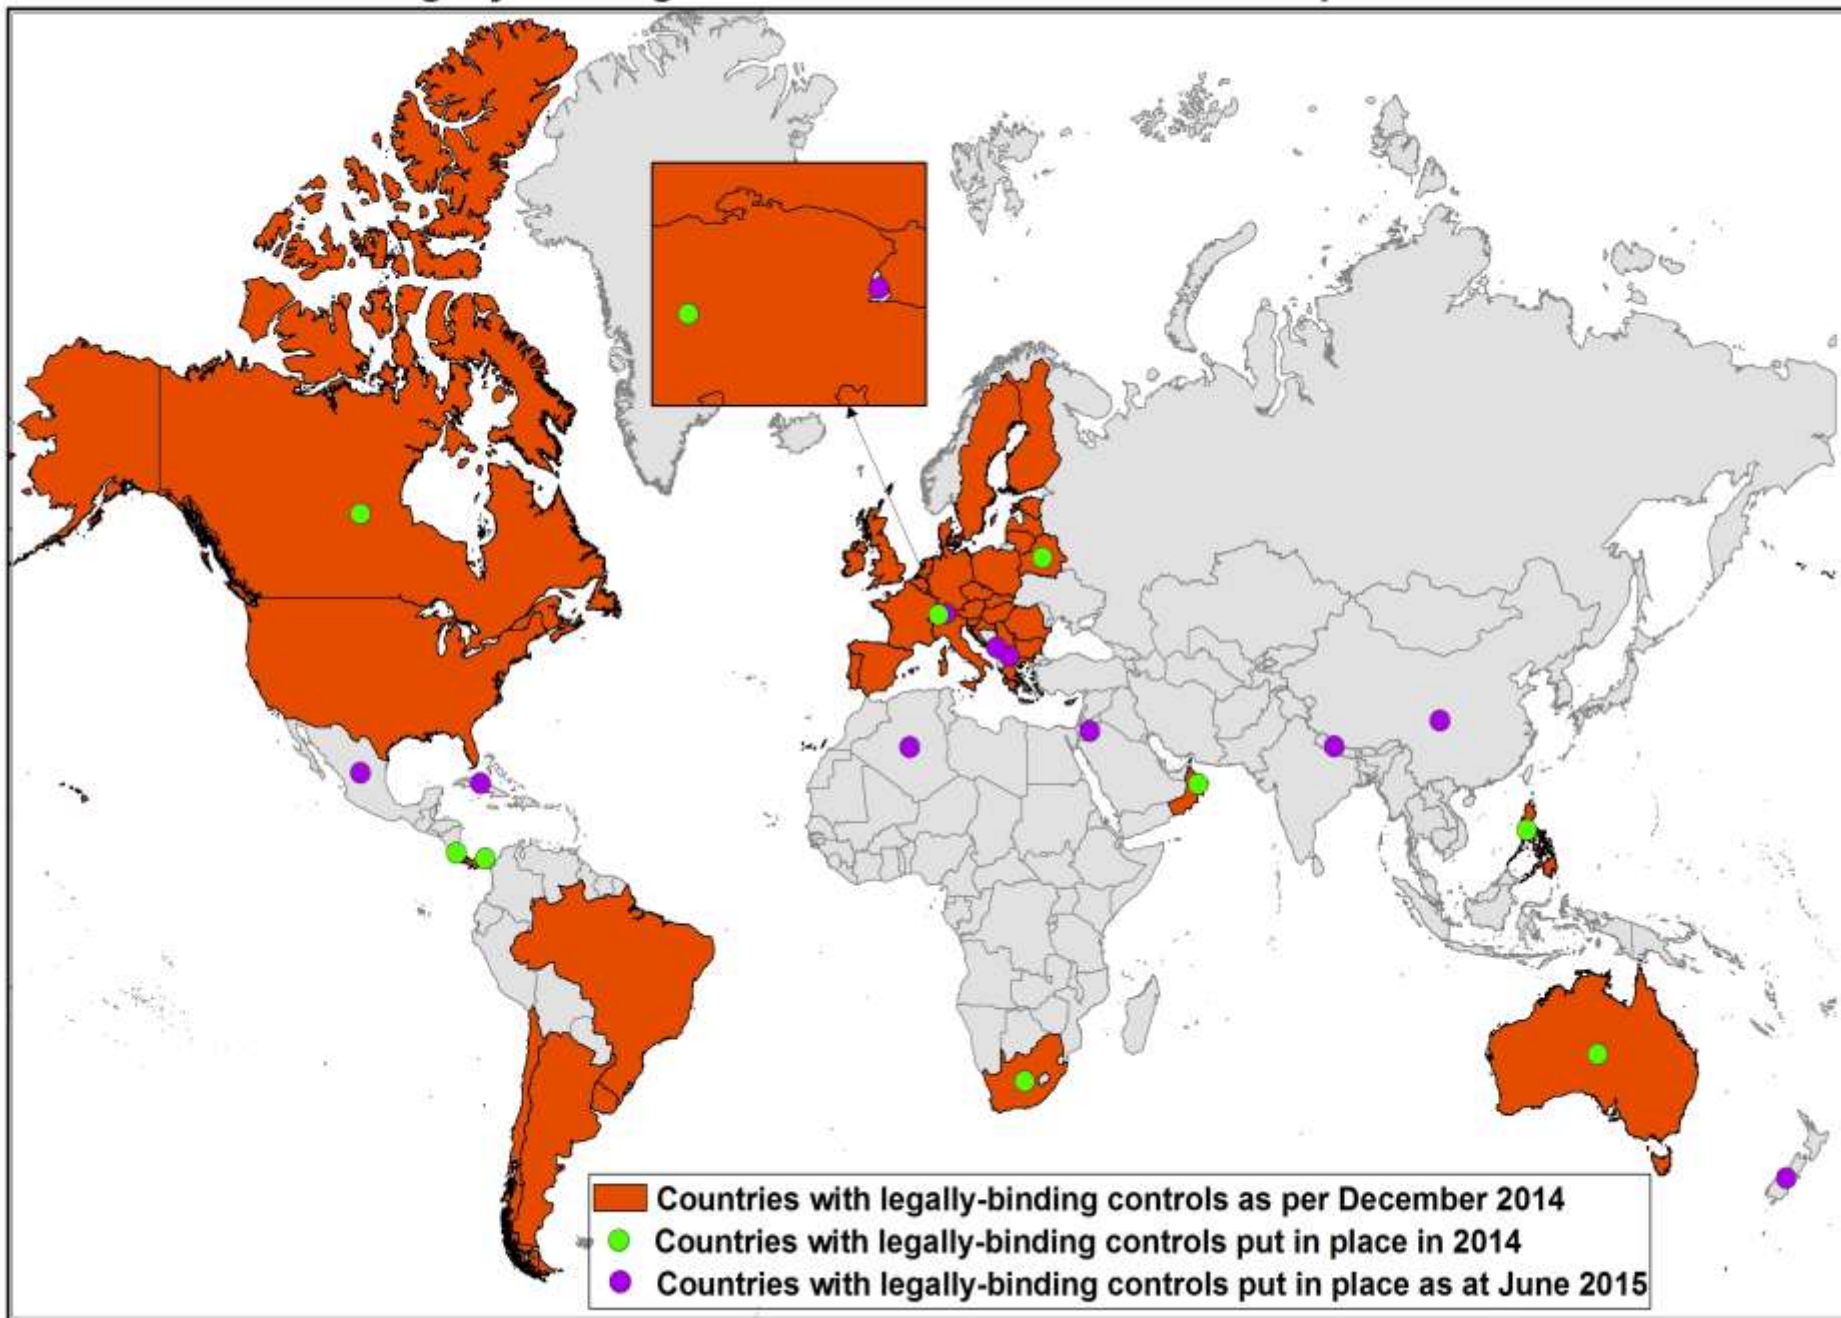 Countries with legally-binding controls as per December 2014
Countries with legally-binding controls put in place in 2014
Countries with legally-binding controls put in place as at June 2015